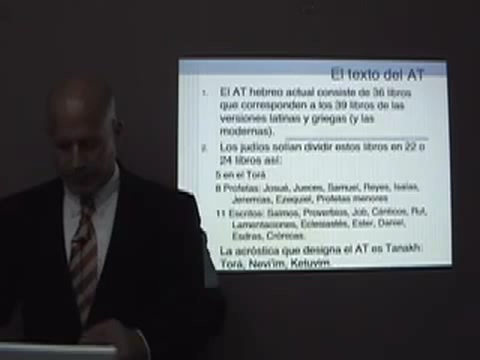 El texto del AT
1. El AT hebreo actual consiste de 36 libros
que corresponden a los 39 libros de las
versiones latinas y griegas (y las
modernas).
2. Los judíos solían dividir estos libros en 22 o
24 libros así:
5 en el Torá
8 Profetas: Josué, Jueces, Samuel, Reyes, Isaías,
Jeremías, Ezequiel, Profetas menores
11 Escritos: Salmos, Proverbios, Job, Cánticos, Rut,
Lamentaciones, Eclesiastés, Ester, Daniel,
Esdras, Crónicas.
La acróstica que designa el AT es Tanakh:
Torá, Nevi'im, Ketuvim.